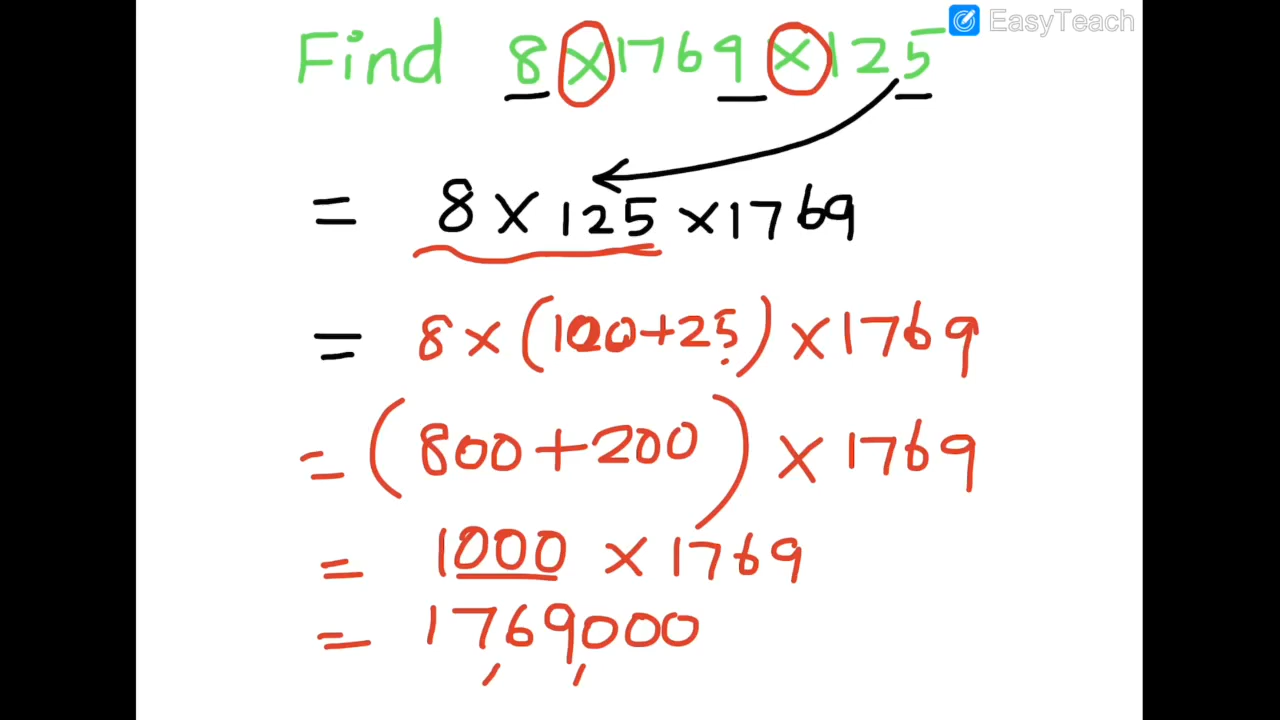 EasyTeach
Find 8×1769×125
= 8×125×1769
= 8×(100+25)×1769
= (800+200)×1769
= 1000×1769
= 1769000